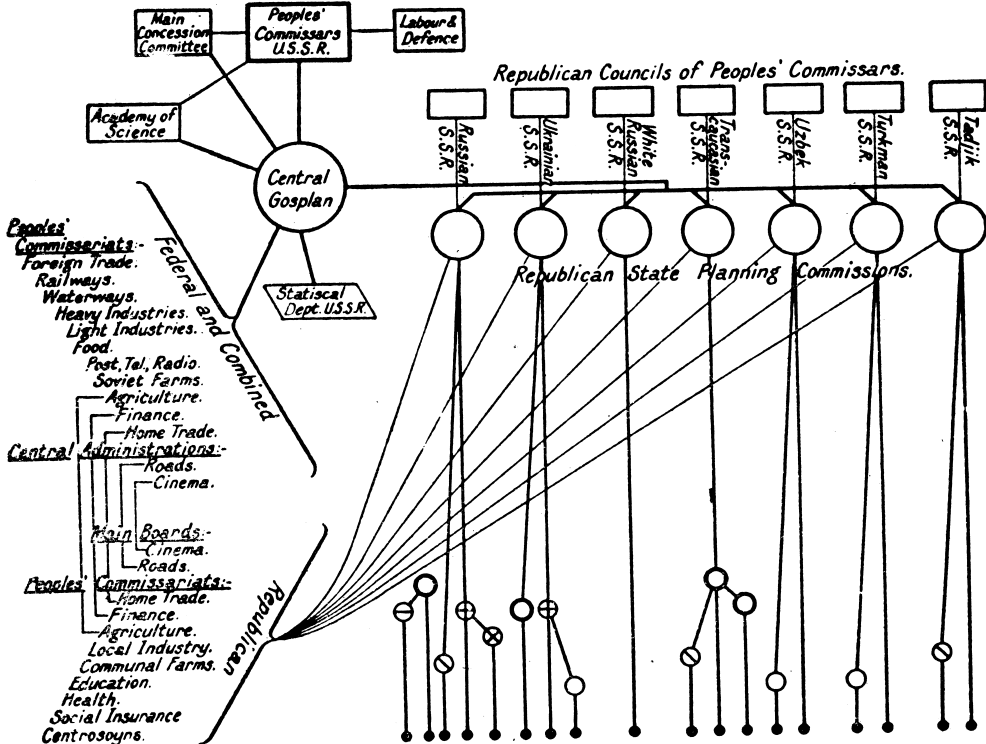 Main
Concession
Committee
Peoples'
Commissars
U.S.S.R.
Labour &
Defence
Academy of
Science
Central
Gosplan
Statiscal
Dept. U.S.S.R.
Republican Councils of Peoples' Commissars.
Russian
S.S.R.
Ukrainian
S.S.R.
White
Russian
S.S.R.
Trans-
caucasian
S.S.R.
Uzbek
S.S.R.
Turkman
S.S.R.
Tadjik
S.S.R.
Republican State Planning Commissions.
Federal and Combined
Peoples'
Commisseriats:-
Foreign Trade.
Railways.
Waterways.
Heavy Industries.
Light Industries.
Food.
Post, Tel., Radio.
Soviet Farms.
Agriculture.
Finance.
Home Trade.
Central Administrations:-
Roads.
Cinema.
Main Boards:-
Cinema.
Roads.
Peoples' Commissariats:-
Home Trade.
Finance.
Agriculture.
Local Industry.
Communal Farms.
Education.
Health.
Social Insurance
Centrosoyns.
Republican